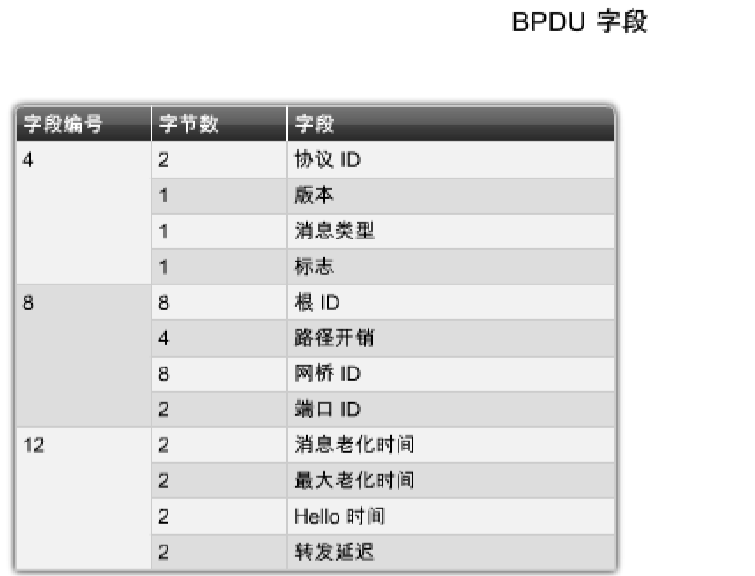 BPDU 字段
字段编号 字节数 字段
4 2 协议 ID
1 版本
1 消息类型
1 标志
8 8 根 ID
4 路径开销
8 网桥 ID
2 端口 ID
12 2 消息老化时间
2 最大老化时间
2 Hello 时间
2 转发延迟